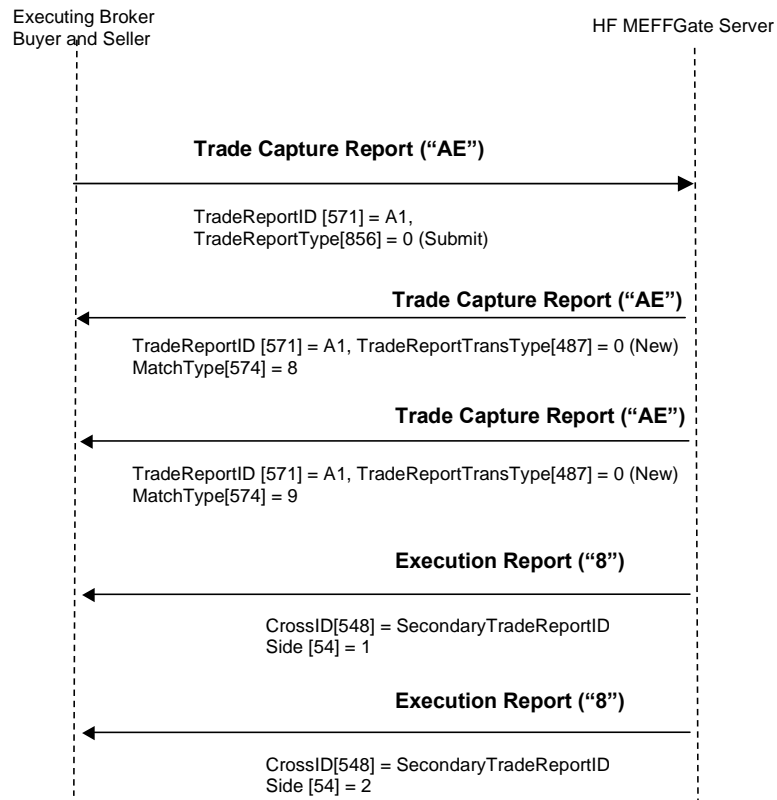 Executing Broker
Buyer and Seller
HF MEFFGate Server
Trade Capture Report (“AE”)
TradeReportID [571] = A1,
TradeReportType[856] = 0 (Submit)
Trade Capture Report (“AE”)
TradeReportID [571] = A1, TradeReportTransType[487] = 0 (New)
MatchType[574] = 8
Trade Capture Report (“AE”)
TradeReportID [571] = A1, TradeReportTransType[487] = 0 (New)
MatchType[574] = 9
Execution Report (“8”)
CrossID[548] = SecondaryTradeReportID
Side [54] = 1
Execution Report (“8”)
CrossID[548] = SecondaryTradeReportID
Side [54] = 2